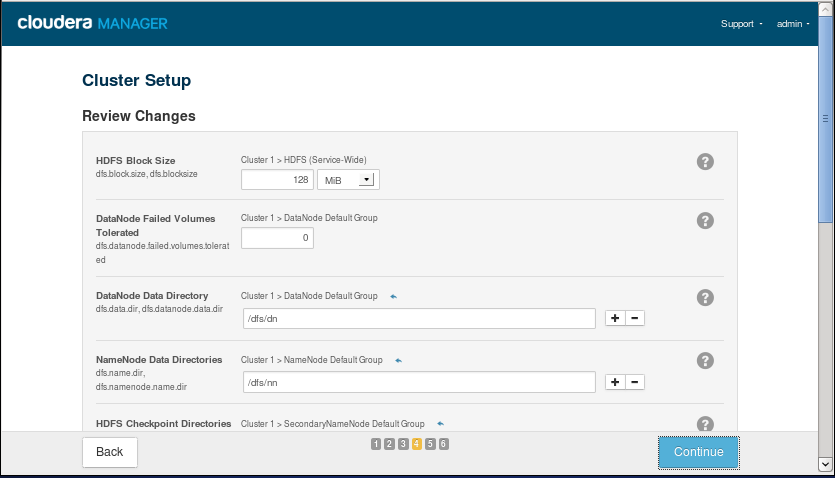 cloudera MANAGER
Support
admin
Cluster Setup
Review Changes
HDFS Block Size
dfs.block.size, dfs.blocksize
Cluster 1 > HDFS (Service-Wide)
128
MiB
?
DataNode Failed Volumes
Tolerated
dfs.datanode.failed.volumes.tolerat
ed
Cluster 1 > DataNode Default Group
0
?
DataNode Data Directory
dfs.data.dir, dfs.datanode.data.dir
Cluster 1 > DataNode Default Group
/dfs/dn
+ −
?
NameNode Data Directories
dfs.name.dir,
dfs.namenode.name.dir
Cluster 1 > NameNode Default Group
/dfs/nn
+ −
?
HDFS Checkpoint Directories
Cluster 1 > SecondaryNameNode Default Group
?
Back
1 2 3 4 5 6
Continue